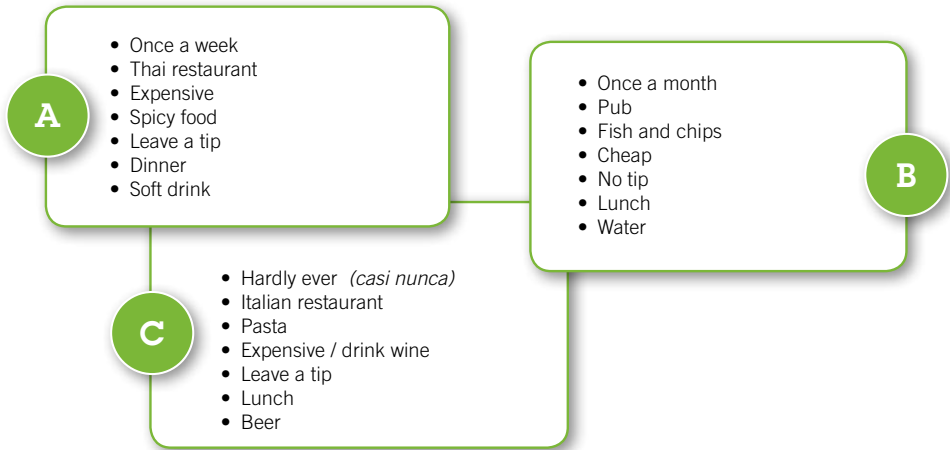 A
• Once a week
• Thai restaurant
• Expensive
• Spicy food
• Leave a tip
• Dinner
• Soft drink
B
• Once a month
• Pub
• Fish and chips
• Cheap
• No tip
• Lunch
• Water
C
• Hardly ever (casi nunca)
• Italian restaurant
• Pasta
• Expensive / drink wine
• Leave a tip
• Lunch
• Beer